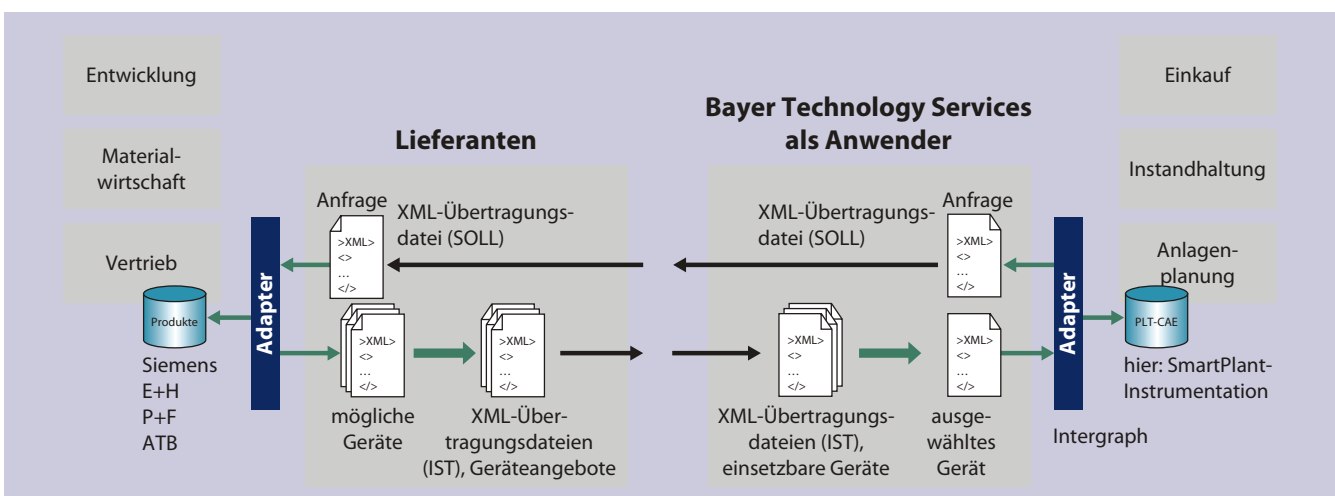 Entwicklung
Material-
wirtschaft
Vertrieb
Produkte
Siemens
E+H
P+F
ATB
Adapter
Lieferanten
Anfrage
>XML>
<>
...
</>
XML-Übertragungs-
datei (SOLL)
>XML>
<>
...
</>
mögliche
Geräte
>XML>
<>
...
</>
XML-Über-
tragungsdateien
(IST), Geräteangebote
Bayer Technology Services
als Anwender
XML-Übertragungs-
datei (SOLL)
Anfrage
>XML>
<>
...
</>
>XML>
<>
...
</>
XML-Übertragungs-
dateien (IST),
einsetzbare Geräte
>XML>
<>
...
</>
ausge-
wähltes
Gerät
Adapter
Intergraph
Einkauf
Instandhaltung
Anlagen-
planung
PLT-CAE
hier: SmartPlant-
Instrumentation